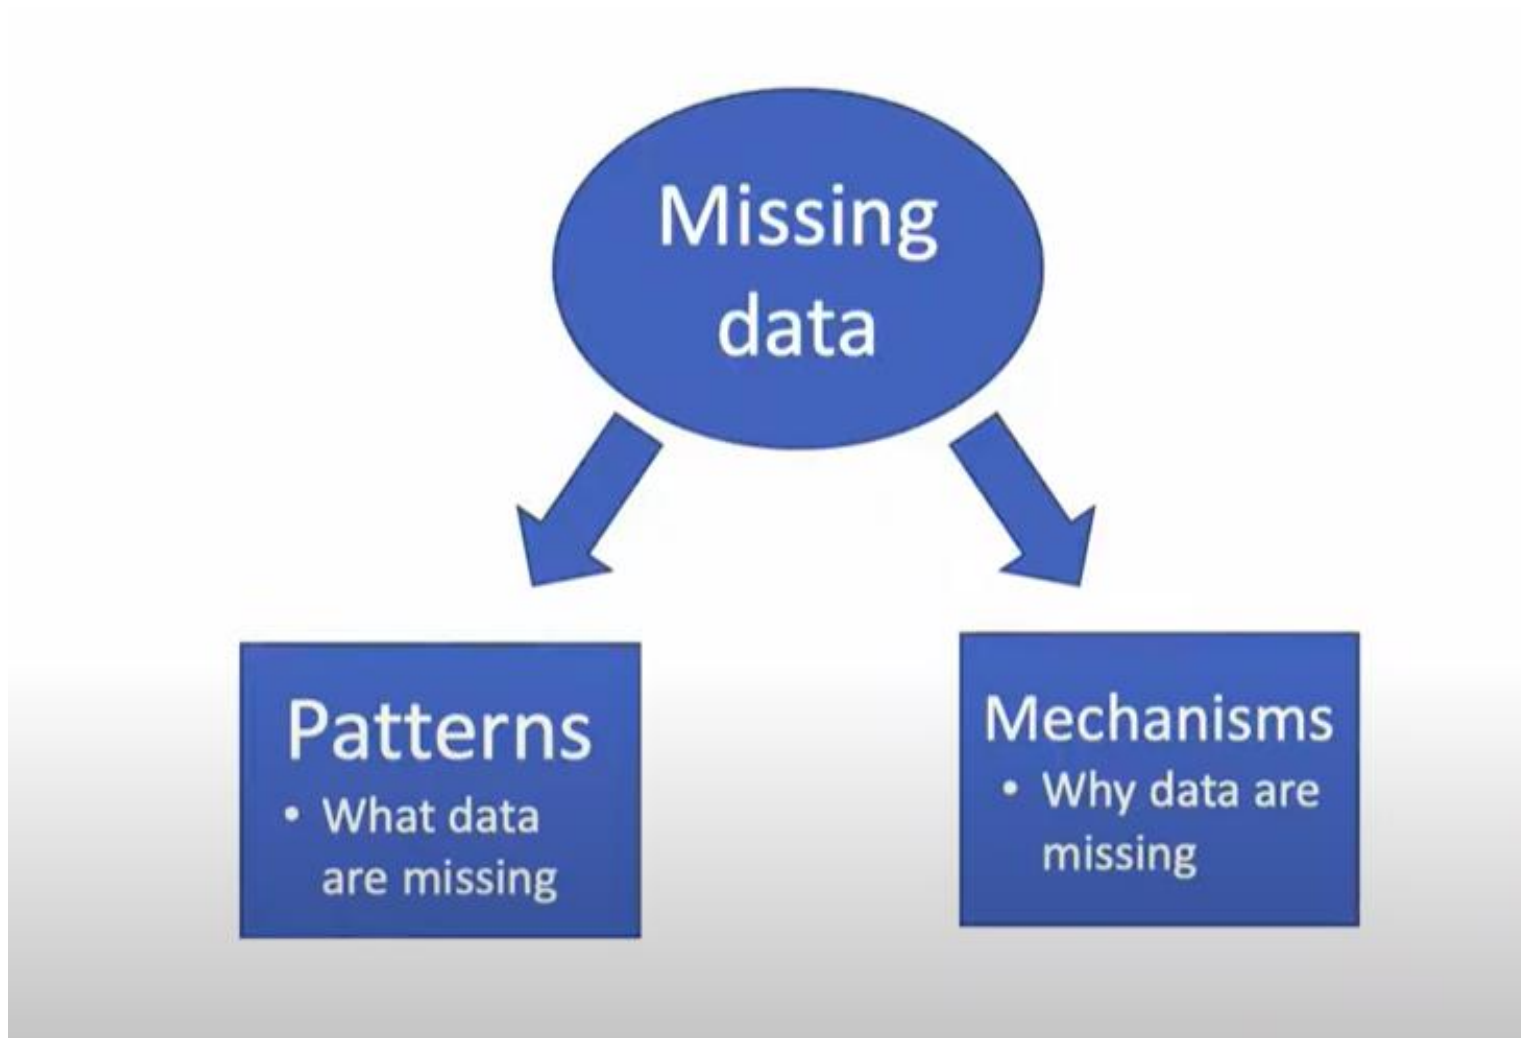 Missing
data
Patterns
• What data
are missing
Mechanisms
• Why data are
missing